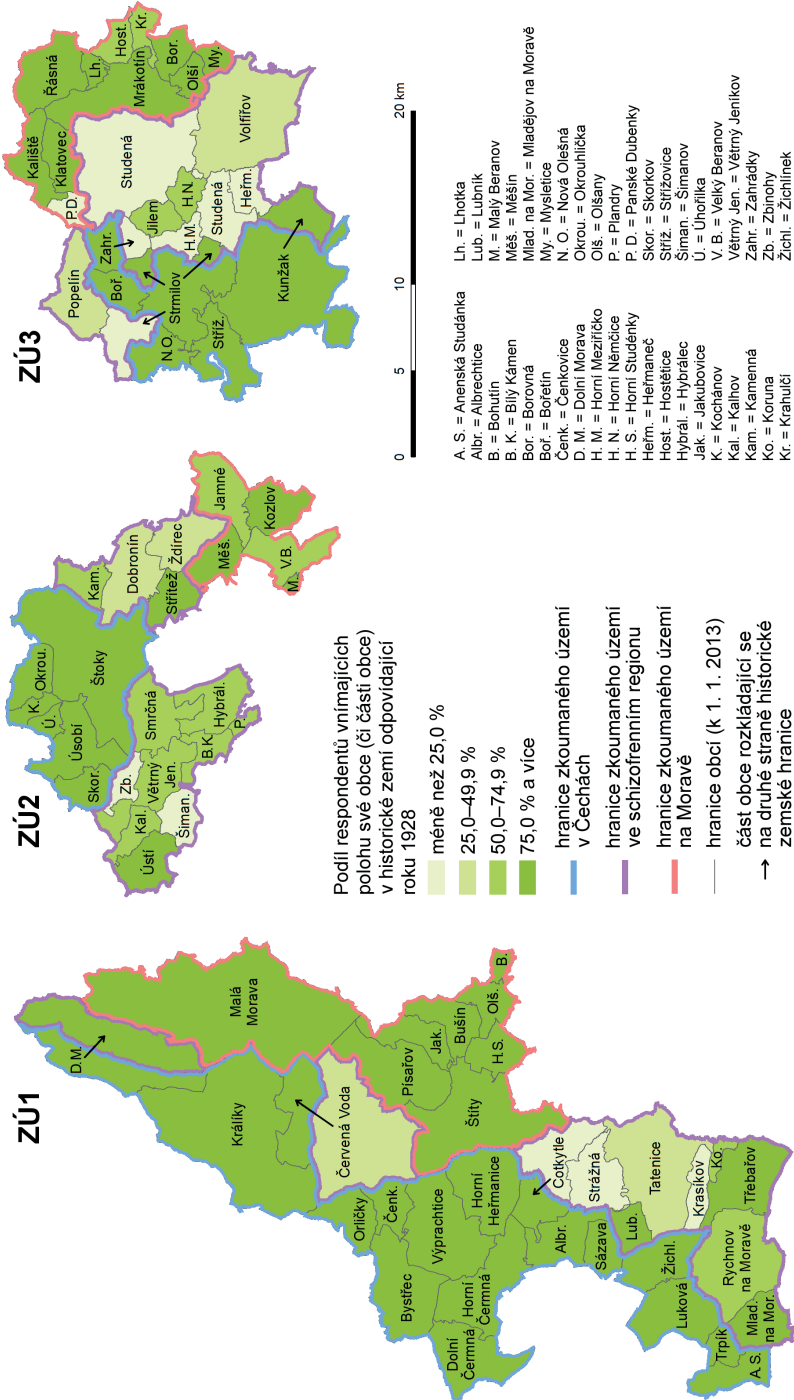 ZÚ1
D.M.
Malá
Morava
Králíky
Červená Voda
Písařov
Jak.
Bušín
H.S.
Olš.
B.
Štíty
Orličky
Čenk.
Výprachtice
Bystřec
Horní
Heřmanice
Horní
Čermná
Dolní
Čermná
Cotkytle
Strážná
Albr.
Sázava
Lub.
Tatenice
Krasíkov
Ko.
Třebařov
Žichl.
Luková
Rychnov
na Moravě
Trpík
Mlad.
na Mor.
A.S.
ZÚ2
Okrou.
K.
Ú.
Úsobí
Štoky
Skor.
Kam.
Dobronín
Ždírec
Střítež
Jamné
Měš.
Kozlov
V.B.
M.
Zb.
Smrčná
Větrný
Jen.
Kal.
Ústí
Šiman.
B.K.
Hybrál.
P.
ZÚ3
Popelín
Zahr.
Boř.
Strmilov
N.O.
Stříž.
Kunžak
Kaliště
Řásná
Klatovec
P.D.
Lh.
Host.
Kr.
Mrákotín
Bor.
Olší
My.
Studená
Jilem
H.N.
H.M.
Studená
Heřm.
Volfířov
Podíl respondentů vnímajících
polohu své obce (či části obce)
v historické zemi odpovídající
roku 1928
méně než 25,0 %
25,0–49,9 %
50,0–74,9 %
75,0 % a více
hranice zkoumaného území
v Čechách
hranice zkoumaného území
ve schizofrenním regionu
hranice zkoumaného území
na Moravě
hranice obcí (k 1. 1. 2013)
část obce rozkládající se
na druhé straně historické
zemské hranice
0 5 10 20 km
A. S. = Anenská Studánka
Albr. = Albrechtice
B. = Bohutín
B. K. = Bílý Kámen
Bor. = Borovná
Boř. = Bořetín
Čenk. = Čenkovice
D. M. = Dolní Morava
H. M. = Horní Meziříčko
H. N. = Horní Němčice
H. S. = Horní Studénky
Heřm. = Heřmaneč
Host. = Hostětice
Hybrál. = Hybrálec
Jak. = Jakubovice
K. = Kochánov
Kal. = Kalhov
Kam. = Kamenná
Ko. = Koruna
Kr. = Krahulčí
Lh. = Lhotka
Lub. = Lubník
M. = Malý Beranov
Měš. = Měšín
Mlad. na Mor. = Mladějov na Moravě
My. = Mysletice
N. O. = Nová Olešná
Okrou. = Okrouhlička
Olš. = Olšany
P. = Plandry
P. D. = Panské Dubenky
Skor. = Skorkov
Stříž. = Střížovice
Šiman. = Šimanov
Ú. = Úhořilka
V. B. = Velký Beranov
Větrný Jen. = Větrný Jeníkov
Zahr. = Zahrádky
Zb. = Zbinohy
Žichl. = Žichlínek